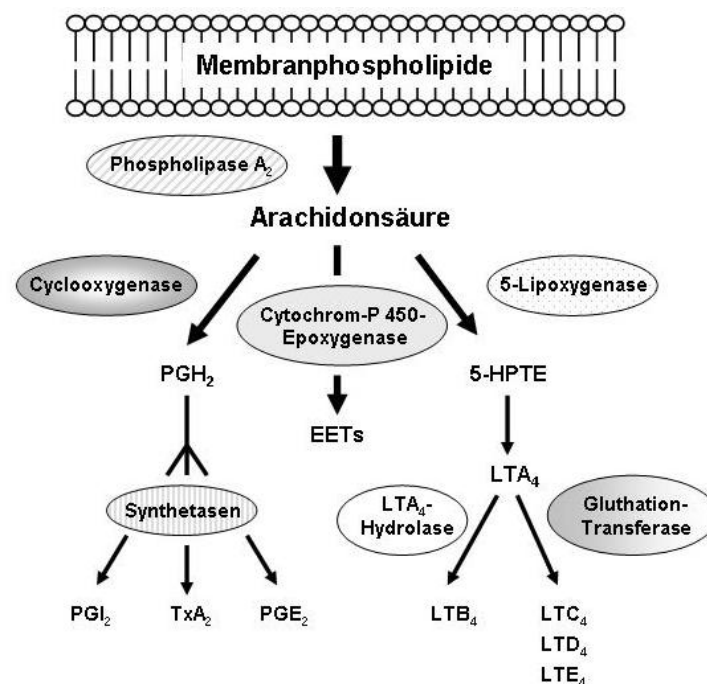 Membranphospholipide
Phospholipase A₂
Arachidonsäure
Cyclooxygenase
Cytochrom-P 450-
Epoxygenase
5-Lipoxygenase
PGH₂
5-HPTE
EETs
LTA₄
Synthetasen
LTA₄-
Hydrolase
Gluthation-
Transferase
PGI₂
TxA₂
PGE₂
LTB₄
LTC₄
LTD₄
LTE₄